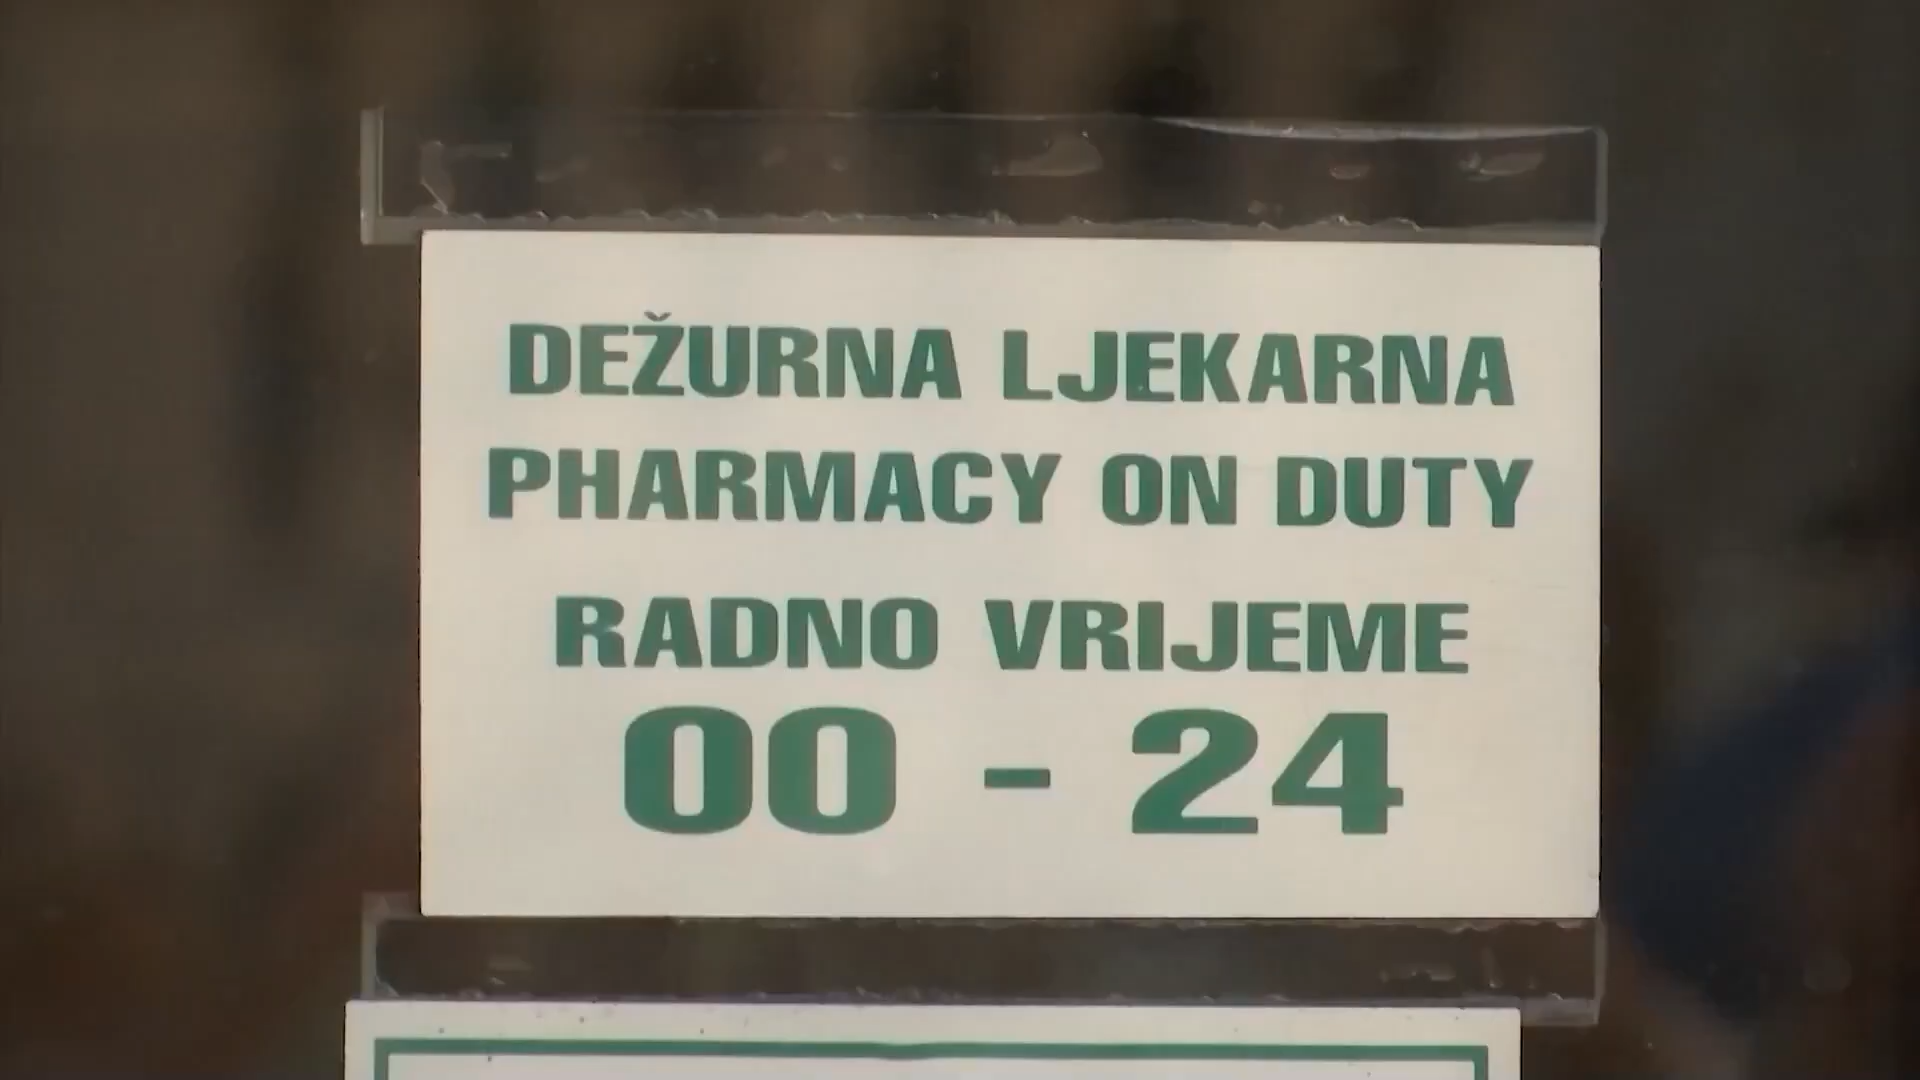 DEŽURNA LJEKARNA
PHARMACY ON DUTY
RADNO VRIJEME
00 - 24